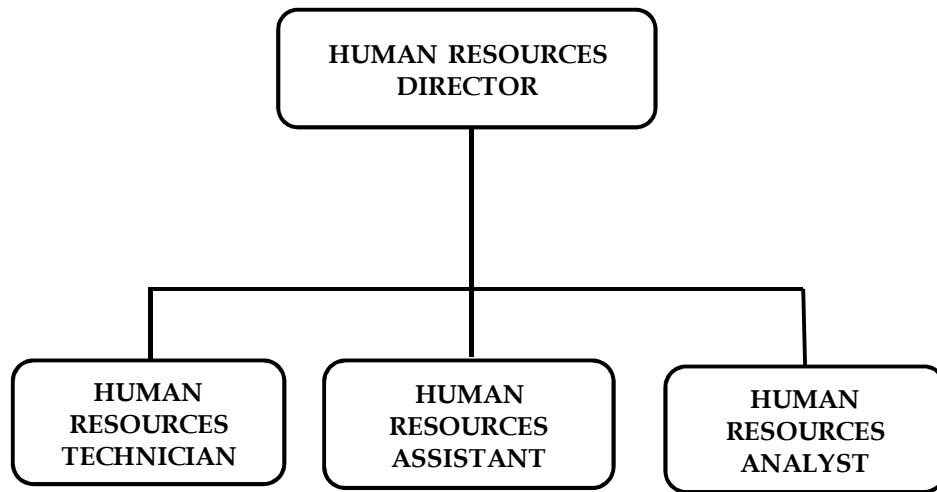 HUMAN RESOURCES
DIRECTOR
HUMAN
RESOURCES
TECHNICIAN
HUMAN
RESOURCES
ASSISTANT
HUMAN
RESOURCES
ANALYST